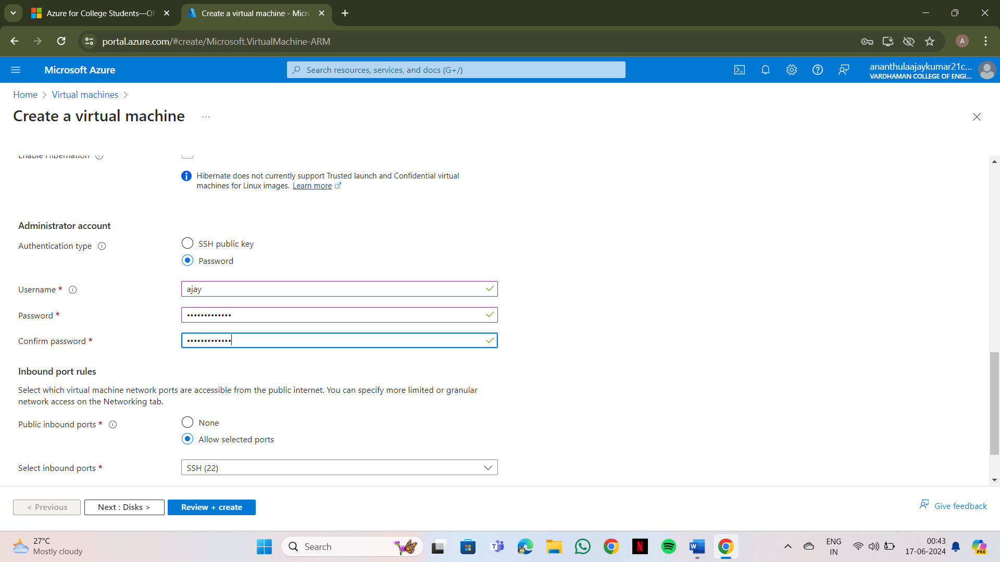 Azure for College Students—Of
Create a virtual machine - Micro
portal.azure.com/#create/Microsoft.VirtualMachine-ARM
A
Microsoft Azure
Search resources, services, and docs (G+/)
ananthulaajaykumar21c...
VARDHAMAN COLLEGE OF ENGI...
Home > Virtual machines >
Create a virtual machine ...
Enable Hibernation
Hibernate does not currently support Trusted launch and Confidential virtual
machines for Linux images. Learn more
Administrator account
Authentication type
SSH public key
Password
Username *
ajay
Password *
•••••••••••••
Confirm password *
•••••••••••••
Inbound port rules
Select which virtual machine network ports are accessible from the public internet. You can specify more limited or granular
network access on the Networking tab.
Public inbound ports *
None
Allow selected ports
Select inbound ports *
SSH (22)
< Previous
Next : Disks >
Review + create
Give feedback
27°C
Mostly cloudy
Search
ENG
IN
00:43
17-06-2024
PRE